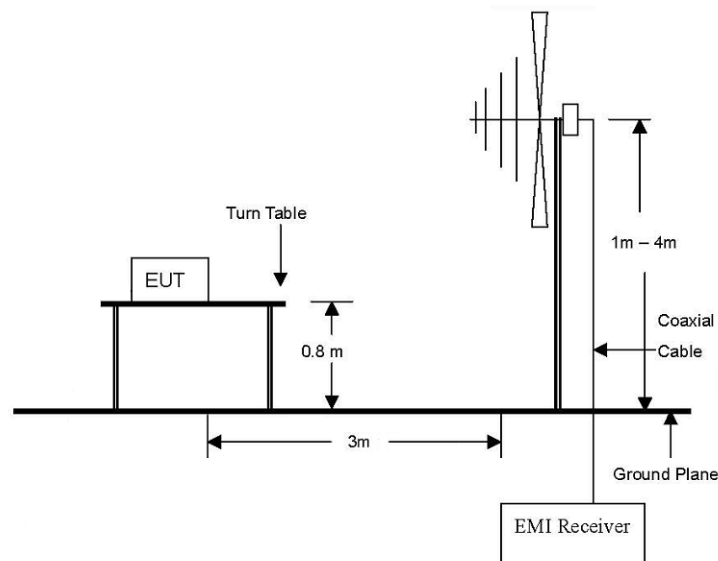 Turn Table
EUT
1m – 4m
0.8 m
Coaxial
Cable
3m
Ground Plane
EMI Receiver